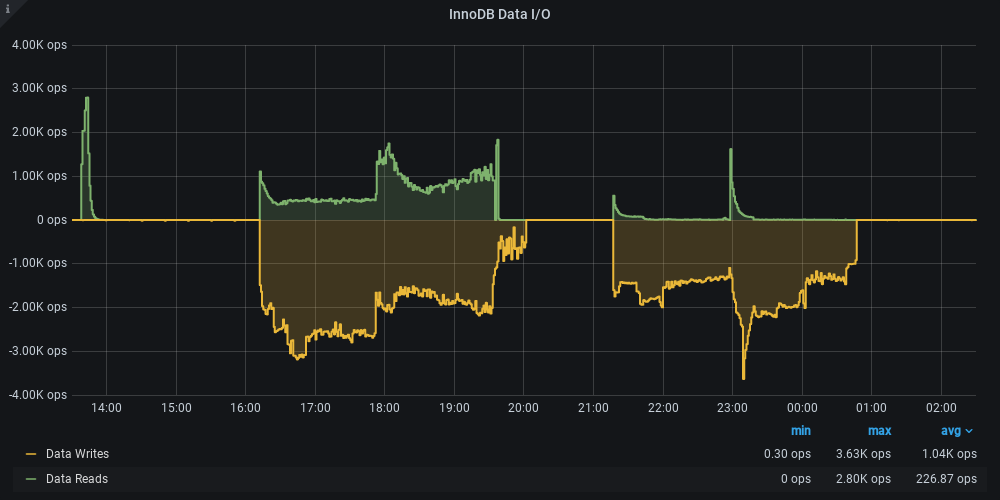 i
InnoDB Data I/O
4.00K ops
3.00K ops
2.00K ops
1.00K ops
0 ops
-1.00K ops
-2.00K ops
-3.00K ops
-4.00K ops
14:00 15:00 16:00 17:00 18:00 19:00 20:00 21:00 22:00 23:00 00:00 01:00 02:00
min max avg
Data Writes 0.30 ops 3.63K ops 1.04K ops
Data Reads 0 ops 2.80K ops 226.87 ops